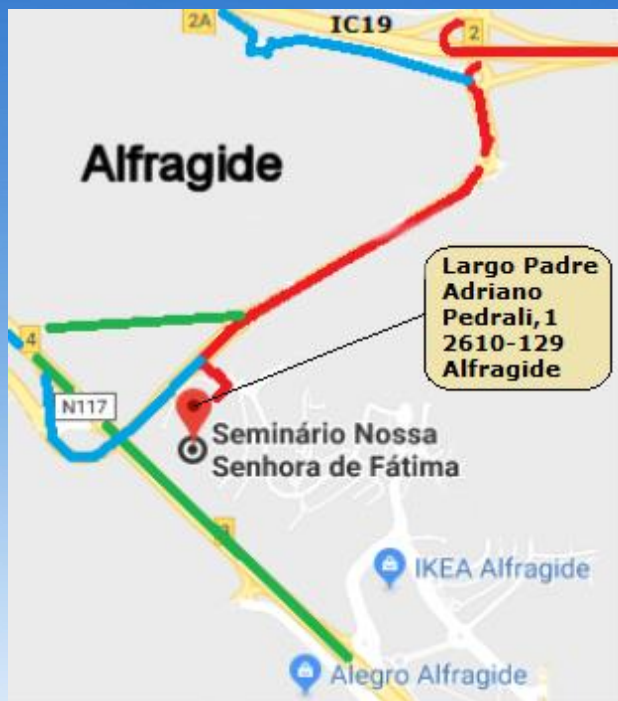 2A
IC19
2
Alfragide
Largo Padre
Adriano
Pedrali,1
2610-129
Alfragide
4
N117
Seminário Nossa
Senhora de Fátima
3
IKEA Alfragide
Alegro Alfragide